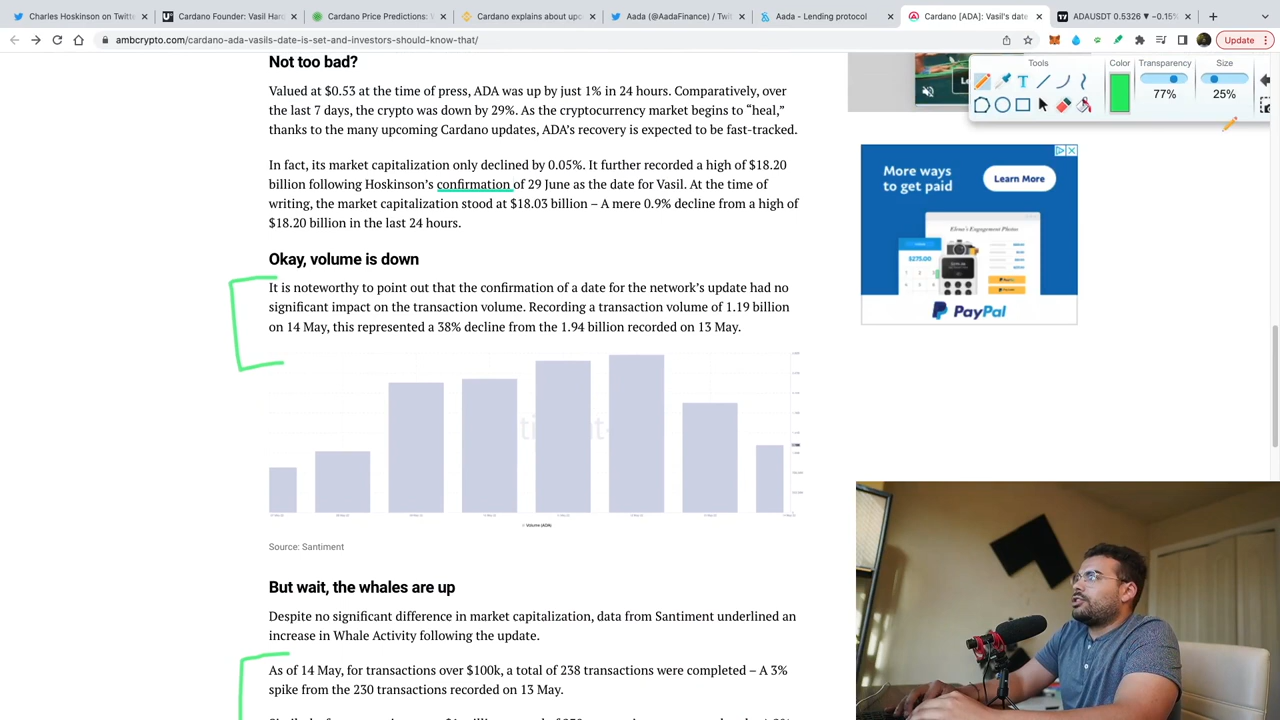 Charles Hoskinson on Twitte
Cardano Founder: Vasil Har
Cardano Price Predictions: V
Cardano explains about upc
Aada (@AadaFinance) / Twit
Aada - Lending protocol
Cardano [ADA]: Vasil's date
ADAUSDT 0.5326 ▼ −0.15%
ambcrypto.com/cardano-ada-vasils-date-is-set-and-investors-should-know-that/
Update
Tools
Color
Transparency
Size
77%
25%
Not too bad?
Valued at $0.53 at the time of press, ADA was up by just 1% in 24 hours. Comparatively, over
the last 7 days, the crypto was down by 29%. As the cryptocurrency market begins to “heal,”
thanks to the many upcoming Cardano updates, ADA’s recovery is expected to be fast-tracked.
In fact, its market capitalization only declined by 0.05%. It further recorded a high of $18.20
billion following Hoskinson’s confirmation of 29 June as the date for Vasil. At the time of
writing, the market capitalization stood at $18.03 billion – A mere 0.9% decline from a high of
$18.20 billion in the last 24 hours.
More ways
to get paid
Learn More
Elena's Engagement Photos
$275.00
PayPal
Okay, volume is down
It is noteworthy to point out that the confirmation of a date for the network’s update had no
significant impact on the transaction volume. Recording a transaction volume of 1.19 billion
on 14 May, this represented a 38% decline from the 1.94 billion recorded on 13 May.
Volume (ADA)
Source: Santiment
But wait, the whales are up
Despite no significant difference in market capitalization, data from Santiment underlined an
increase in Whale Activity following the update.
As of 14 May, for transactions over $100k, a total of 238 transactions were completed – A 3%
spike from the 230 transactions recorded on 13 May.